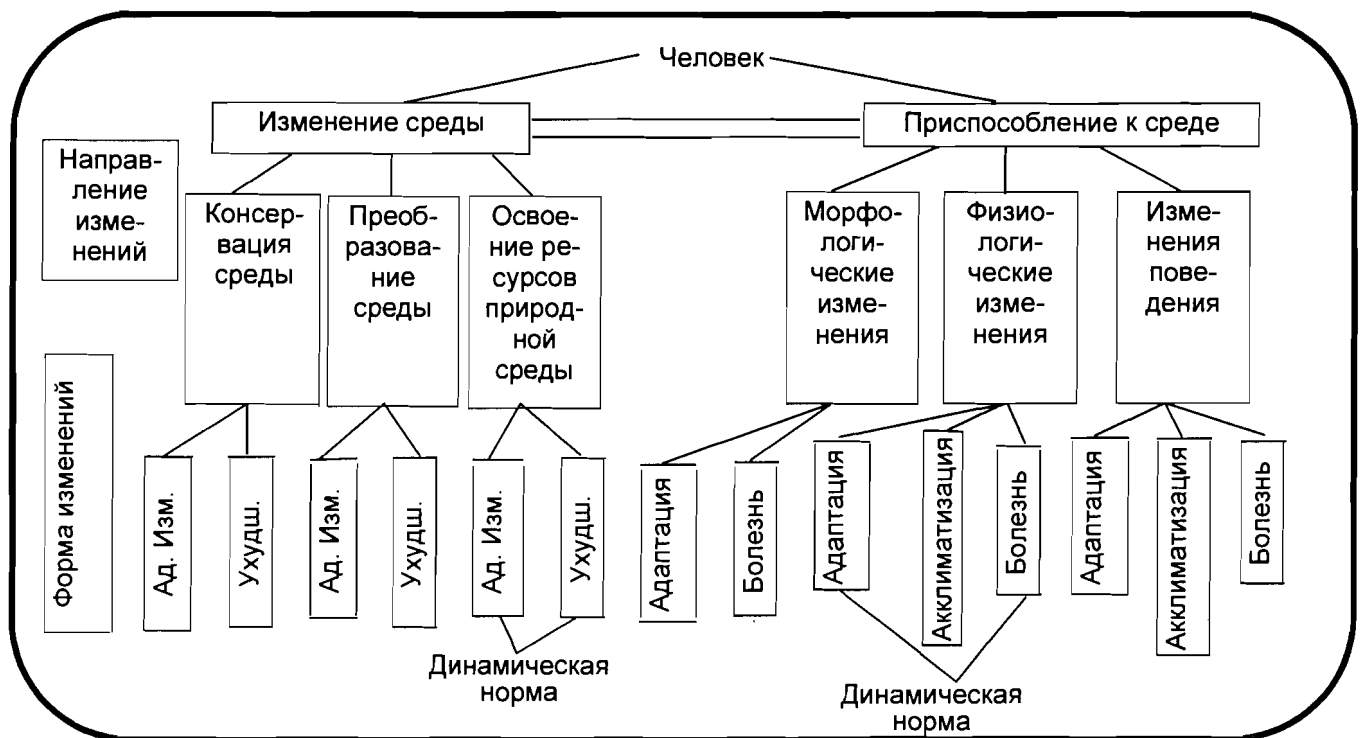 Человек
Изменение среды
Приспособление к среде
Направ-
ление
изме-
нений
Консер-
вация
среды
Преоб-
разова-
ние
среды
Освое-
ние ре-
сурсов
природ-
ной
среды
Морфо-
логи-
ческие
изме-
нения
Физио-
логи-
ческие
изме-
нения
Изме-
нения
пове-
дения
Форма изменений
Ад. Изм.
Ухудш.
Ад. Изм.
Ухудш.
Ад. Изм.
Ухудш.
Адаптация
Болезнь
Адаптация
Акклиматизация
Болезнь
Адаптация
Акклиматизация
Болезнь
Динамическая
норма
Динамическая
норма